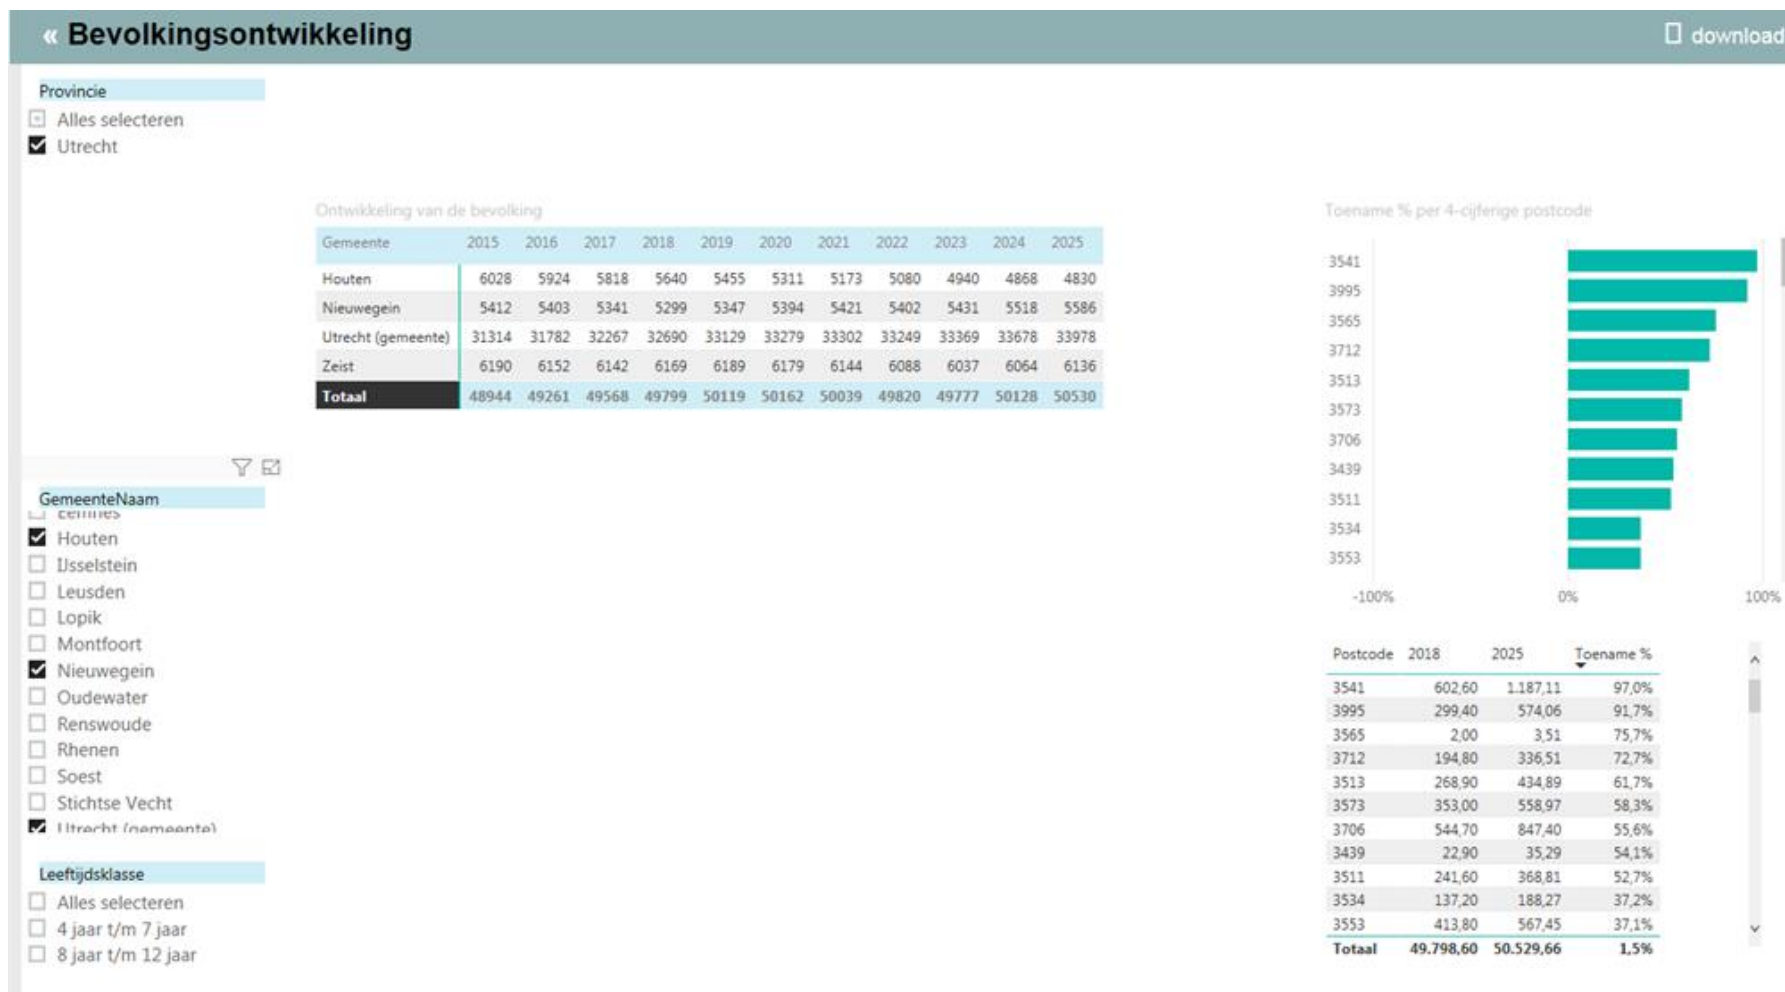 « Bevolkingsontwikkeling
download
Provincie
Alles selecteren
Utrecht
Ontwikkeling van de bevolking
Gemeente 2015 2016 2017 2018 2019 2020 2021 2022 2023 2024 2025
Houten 6028 5924 5818 5640 5455 5311 5173 5080 4940 4868 4830
Nieuwegein 5412 5403 5341 5299 5347 5394 5421 5402 5431 5518 5586
Utrecht (gemeente) 31314 31782 32267 32690 33129 33279 33302 33249 33369 33678 33978
Zeist 6190 6152 6142 6169 6189 6179 6144 6088 6037 6064 6136
Totaal 48944 49261 49568 49799 50119 50162 50039 49820 49777 50128 50530
GemeenteNaam
Eemnes
Houten
IJsselstein
Leusden
Lopik
Montfoort
Nieuwegein
Oudewater
Renswoude
Rhenen
Soest
Stichtse Vecht
Utrecht (gemeente)
Leeftijdsklasse
Alles selecteren
4 jaar t/m 7 jaar
8 jaar t/m 12 jaar
Toename % per 4-cijferige postcode
3541
3995
3565
3712
3513
3573
3706
3439
3511
3534
3553
-100% 0% 100%
Postcode 2018 2025 Toename %
3541 602,60 1.187,11 97,0%
3995 299,40 574,06 91,7%
3565 2,00 3,51 75,7%
3712 194,80 336,51 72,7%
3513 268,90 434,89 61,7%
3573 353,00 558,97 58,3%
3706 544,70 847,40 55,6%
3439 22,90 35,29 54,1%
3511 241,60 368,81 52,7%
3534 137,20 188,27 37,2%
3553 413,80 567,45 37,1%
Totaal 49.798,60 50.529,66 1,5%